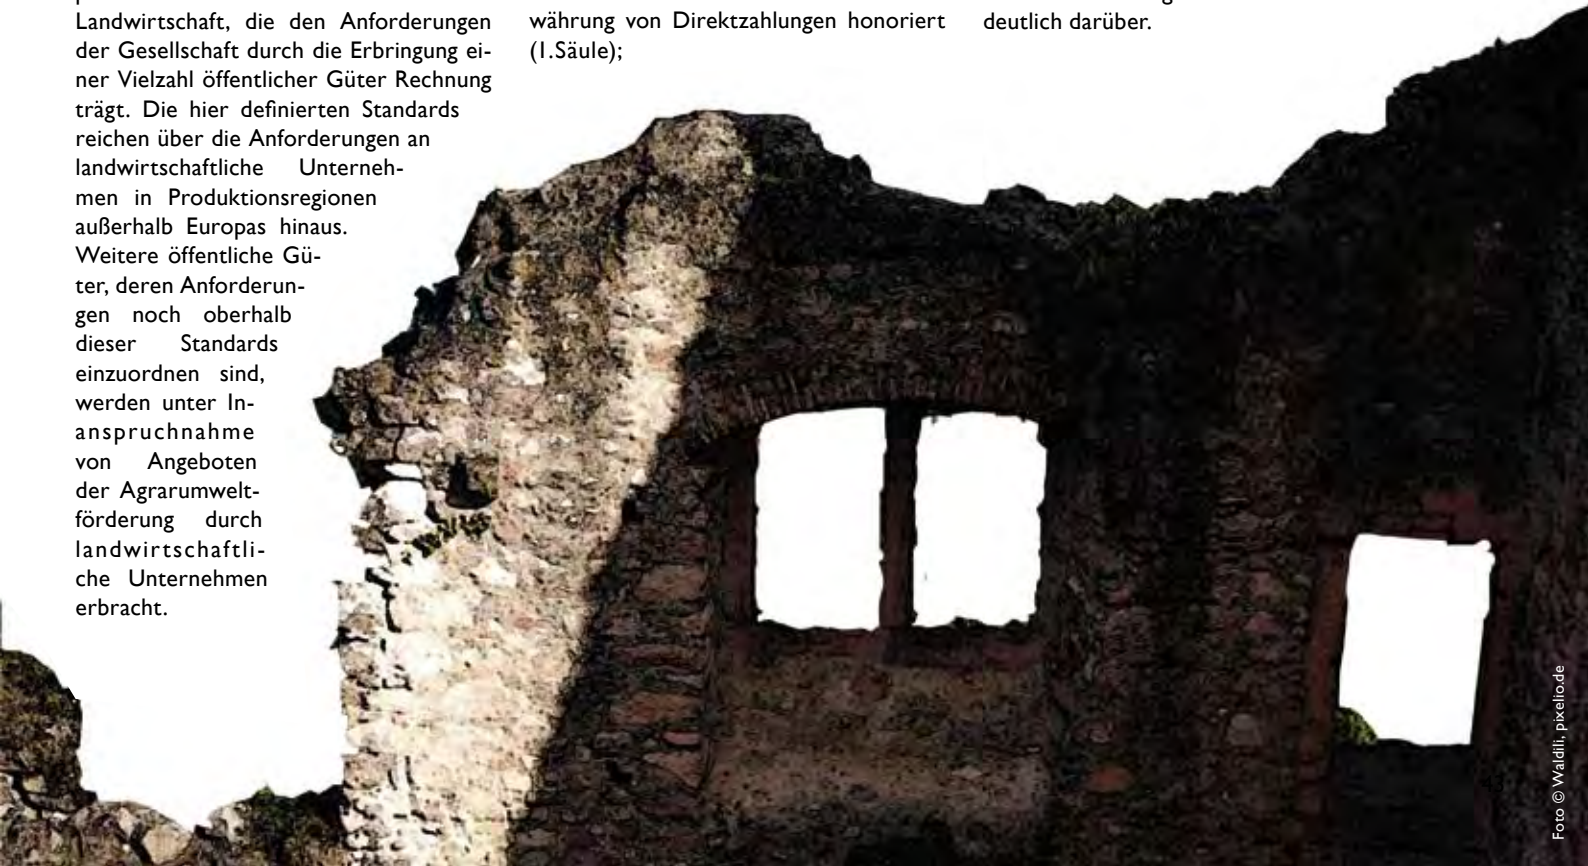 Landwirtschaft, die den Anforderungen
der Gesellschaft durch die Erbringung ei-
ner Vielzahl öffentlicher Güter Rechnung
trägt. Die hier definierten Standards
reichen über die Anforderungen an
landwirtschaftliche Unterneh-
men in Produktionsregionen
außerhalb Europas hinaus.
Weitere öffentliche Gü-
ter, deren Anforderun-
gen noch oberhalb
dieser Standards
einzuordnen sind,
werden unter In-
anspruchnahme
von Angeboten
der Agrarumwelt-
förderung durch
landwirtschaftli-
che Unternehmen
erbracht.
währung von Direktzahlungen honoriert
(1.Säule);
deutlich darüber.
Foto © Waldili, pixelio.de